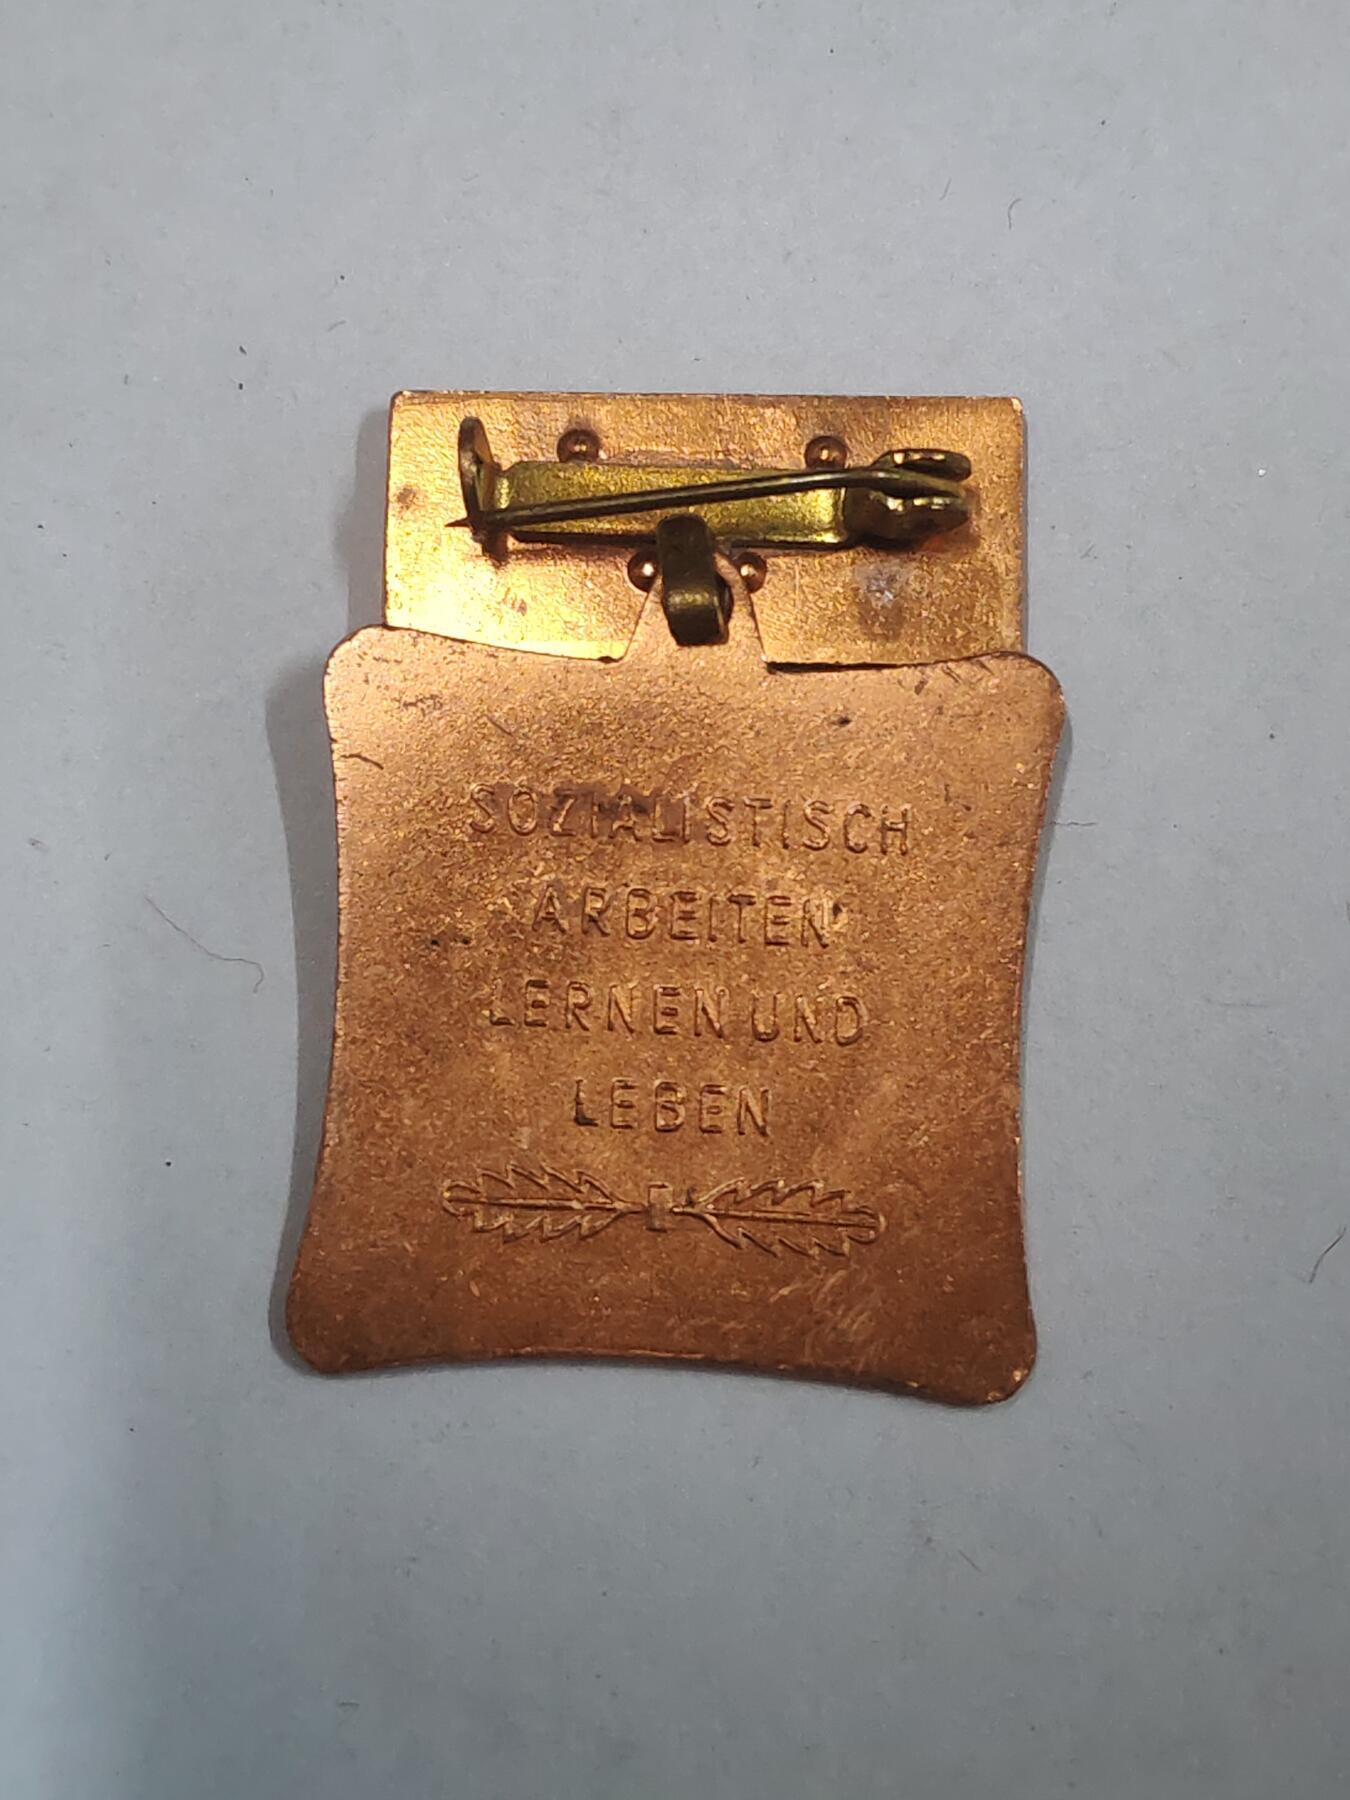 SOZIALISTISCH
ARBEITEN
LERNEN UND
LEBEN